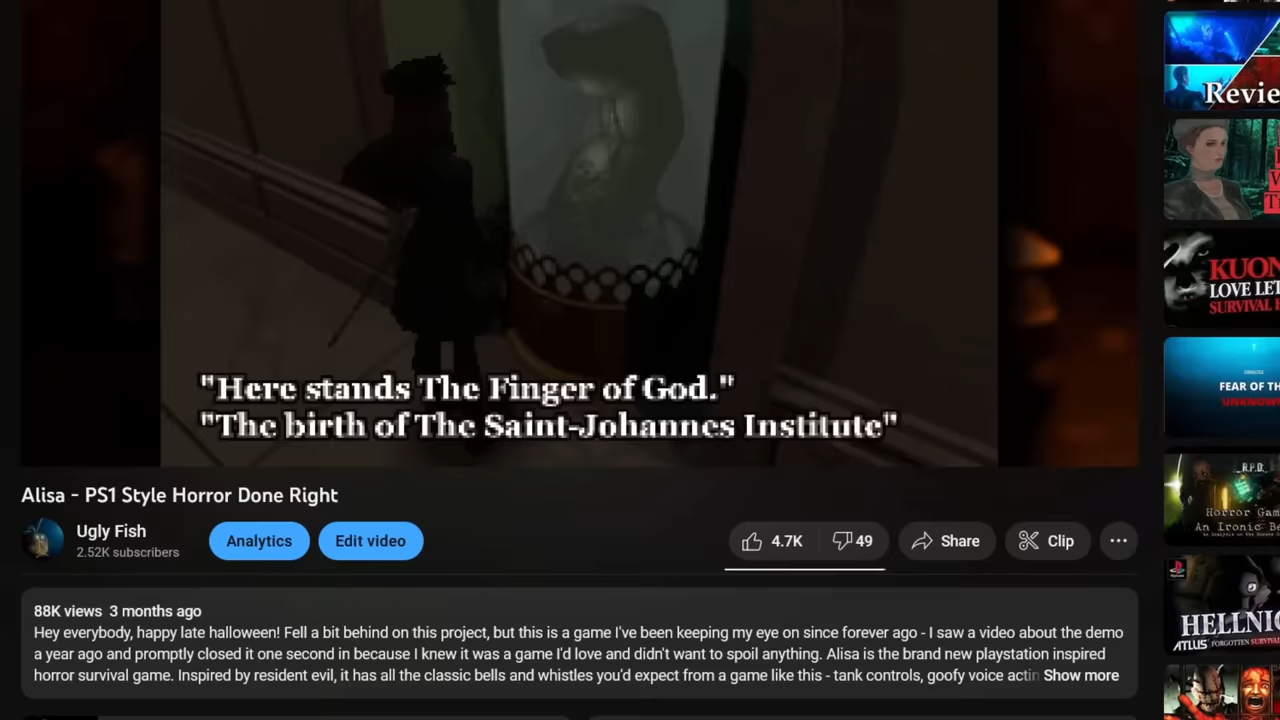 "Here stands The Finger of God."
"The birth of The Saint-Johannes Institute"
Alisa - PS1 Style Horror Done Right
Ugly Fish
2.52K subscribers
Analytics
Edit video
4.7K
49
Share
Clip
88K views 3 months ago
Hey everybody, happy late halloween! Fell a bit behind on this project, but this is a game I've been keeping my eye on since forever ago - I saw a video about the demo
a year ago and promptly closed it one second in because I knew it was a game I'd love and didn't want to spoil anything. Alisa is the brand new playstation inspired
horror survival game. Inspired by resident evil, it has all the classic bells and whistles you'd expect from a game like this - tank controls, goofy voice actin Show more
Revie
KUON
LOVE LET
SURVIVAL
FEAR OF TH
UNKNOWN
R.P.D.
Horror Gam
An Ironic Be
HELLNIG
ATLUS FORGOTTEN SURVIVAL